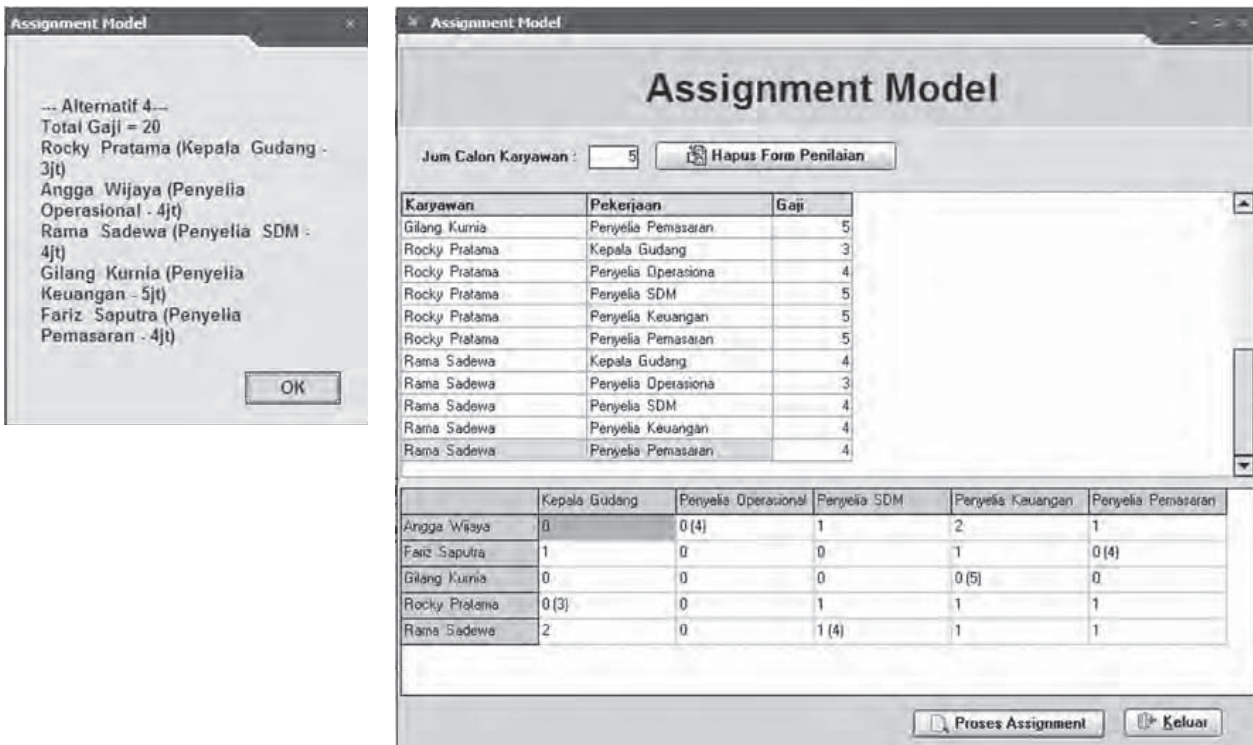 Assignment Model
--- Alternatif 4---
Total Gaji = 20
Rocky Pratama (Kepala Gudang -
3jt)
Angga Wijaya (Penyelia
Operasional - 4jt)
Rama Sadewa (Penyelia SDM -
4jt)
Gilang Kurnia (Penyelia
Keuangan - 5jt)
Fariz Saputra (Penyelia
Pemasaran - 4jt)
OK
Assignment Model
Assignment Model
Jum Calon Karyawan : 5 Hapus Form Penilaian
Karyawan Pekerjaan Gaji
Gilang Kurnia Penyelia Pemasaran 5
Rocky Pratama Kepala Gudang 3
Rocky Pratama Penyelia Operasiona 4
Rocky Pratama Penyelia SDM 5
Rocky Pratama Penyelia Keuangan 5
Rocky Pratama Penyelia Pemasaran 5
Rama Sadewa Kepala Gudang 4
Rama Sadewa Penyelia Operasiona 3
Rama Sadewa Penyelia SDM 4
Rama Sadewa Penyelia Keuangan 4
Rama Sadewa Penyelia Pemasaran 4
Kepala Gudang Penyelia Operasional Penyelia SDM Penyelia Keuangan Penyelia Pemasaran
Angga Wijaya 0 0 (4) 1 2 1
Fariz Saputra 1 0 0 1 0 (4)
Gilang Kurnia 0 0 0 0 (5) 0
Rocky Pratama 0 (3) 0 1 1 1
Rama Sadewa 2 0 1 (4) 1 1
Proses Assignment Keluar